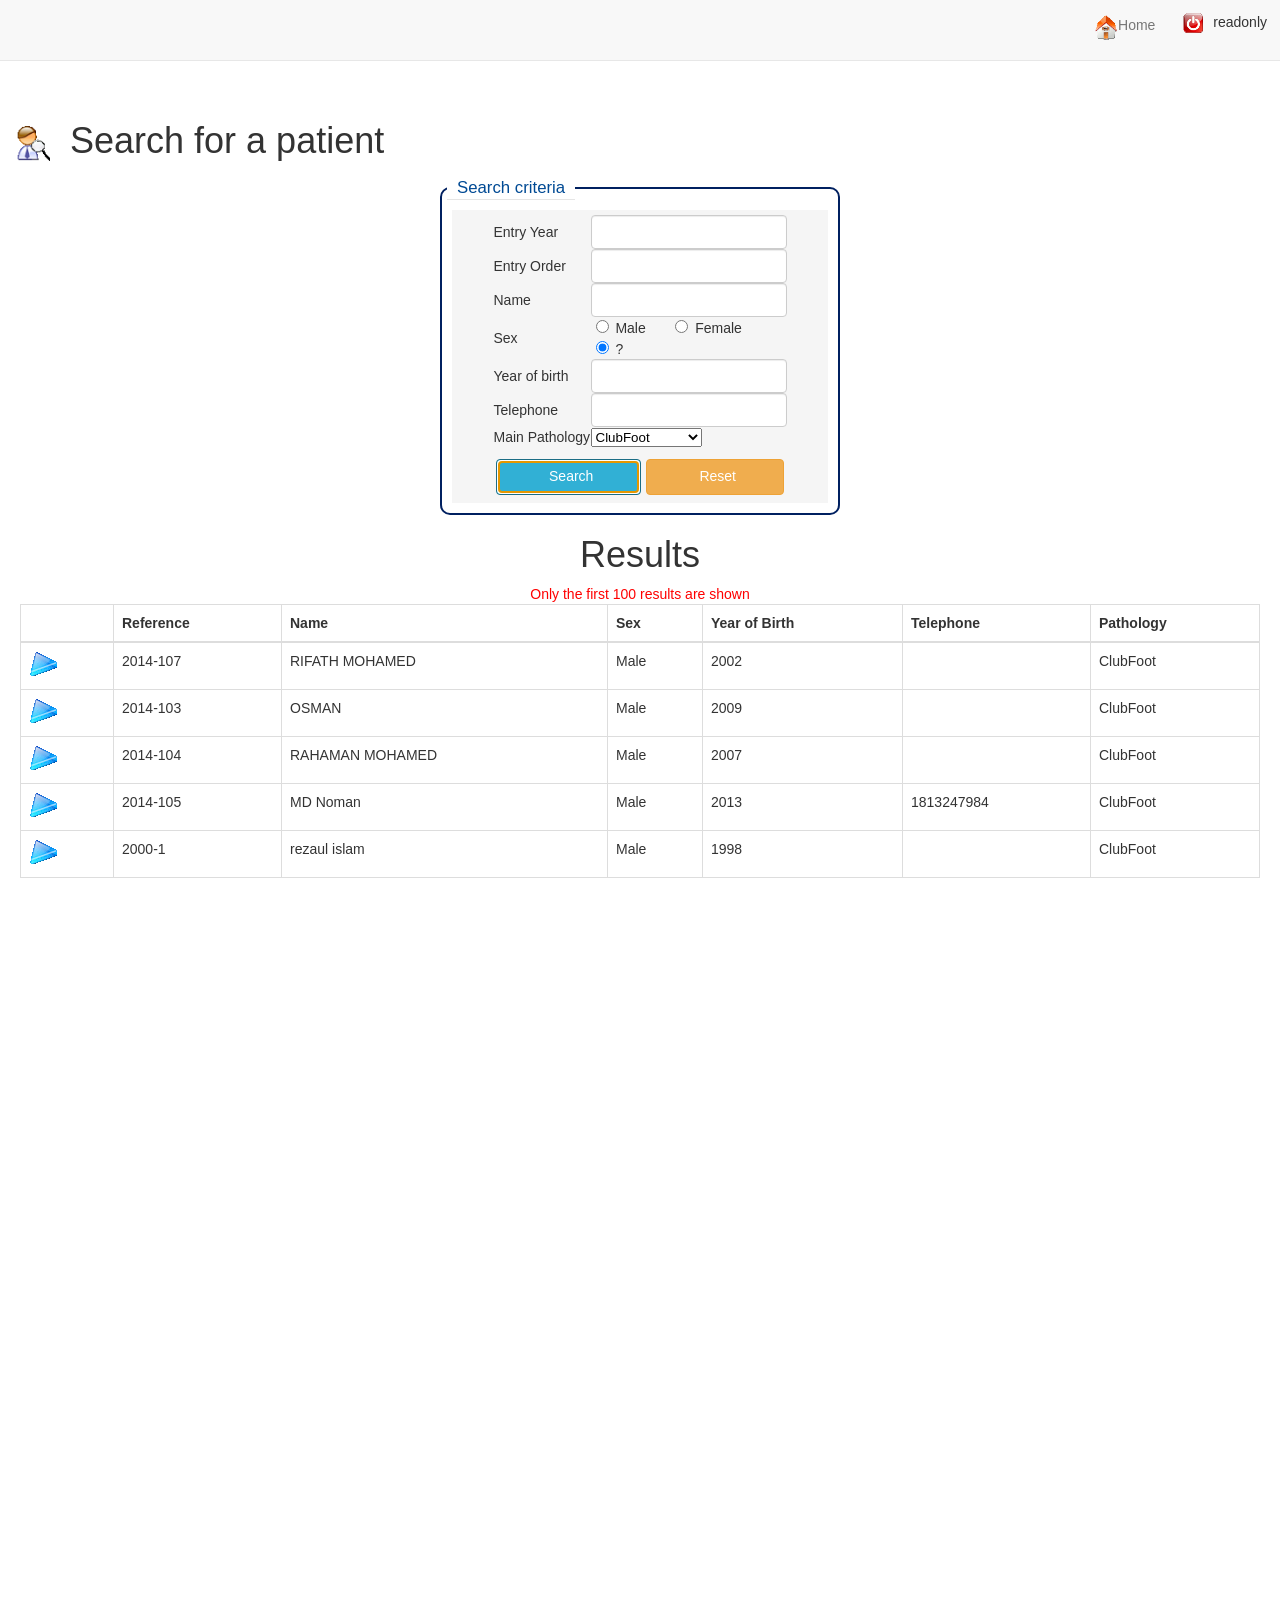 Home readonly
Search for a patient
Search criteria
Entry Year
Entry Order
Name
Sex Male Female
?
Year of birth
Telephone
Main Pathology ClubFoot
Search Reset
Results
Only the first 100 results are shown
Reference Name Sex Year of Birth Telephone Pathology
2014-107 RIFATH MOHAMED Male 2002 ClubFoot
2014-103 OSMAN Male 2009 ClubFoot
2014-104 RAHAMAN MOHAMED Male 2007 ClubFoot
2014-105 MD Noman Male 2013 1813247984 ClubFoot
2000-1 rezaul islam Male 1998 ClubFoot